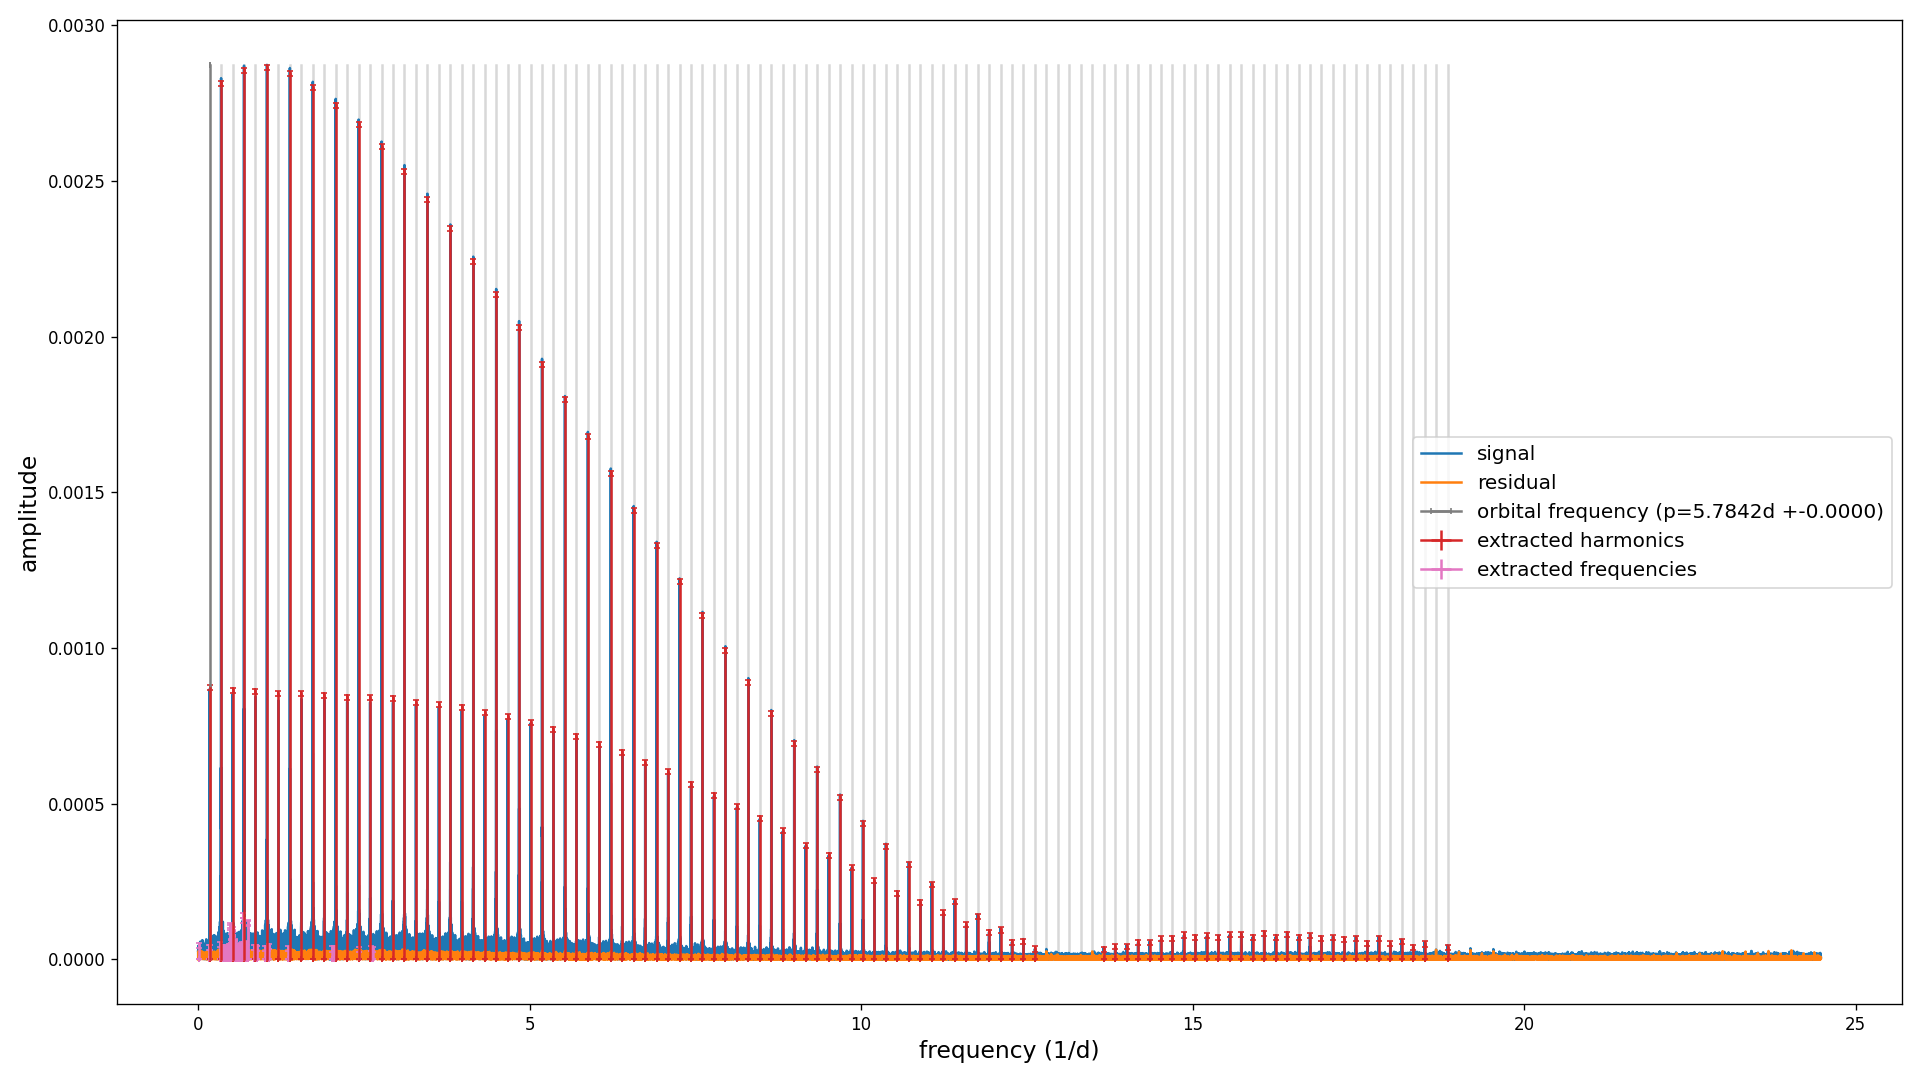 0.0030
0.0025
0.0020
0.0015
0.0010
0.0005
0.0000
amplitude
signal
residual
orbital frequency (p=5.7842d +-0.0000)
extracted harmonics
extracted frequencies
0 5 10 15 20 25
frequency (1/d)